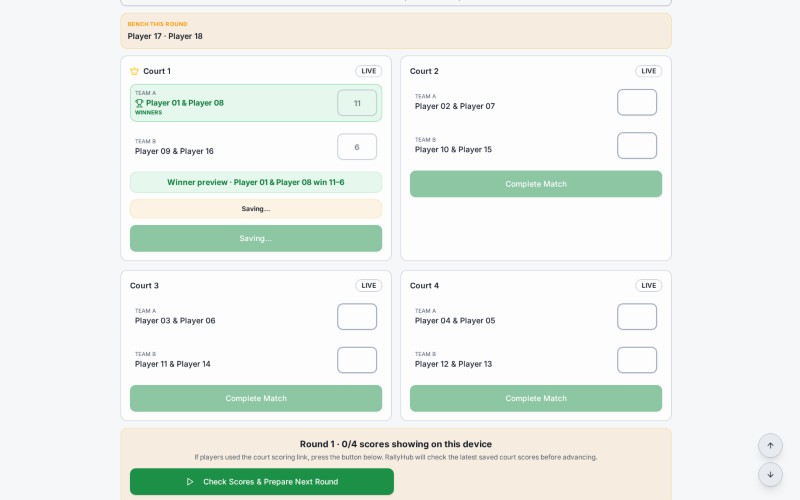 BENCH THIS ROUND
Player 17 · Player 18
Court 1
LIVE
TEAM A
Player 01 & Player 08
WINNERS
11
TEAM B
Player 09 & Player 16
6
Winner preview · Player 01 & Player 08 win 11–6
Saving...
Saving...
Court 2
LIVE
TEAM A
Player 02 & Player 07
TEAM B
Player 10 & Player 15
Complete Match
Court 3
LIVE
TEAM A
Player 03 & Player 06
TEAM B
Player 11 & Player 14
Complete Match
Court 4
LIVE
TEAM A
Player 04 & Player 05
TEAM B
Player 12 & Player 13
Complete Match
Round 1 · 0/4 scores showing on this device
If players used the court scoring link, press the button below. RallyHub will check the latest saved court scores before advancing.
Check Scores & Prepare Next Round